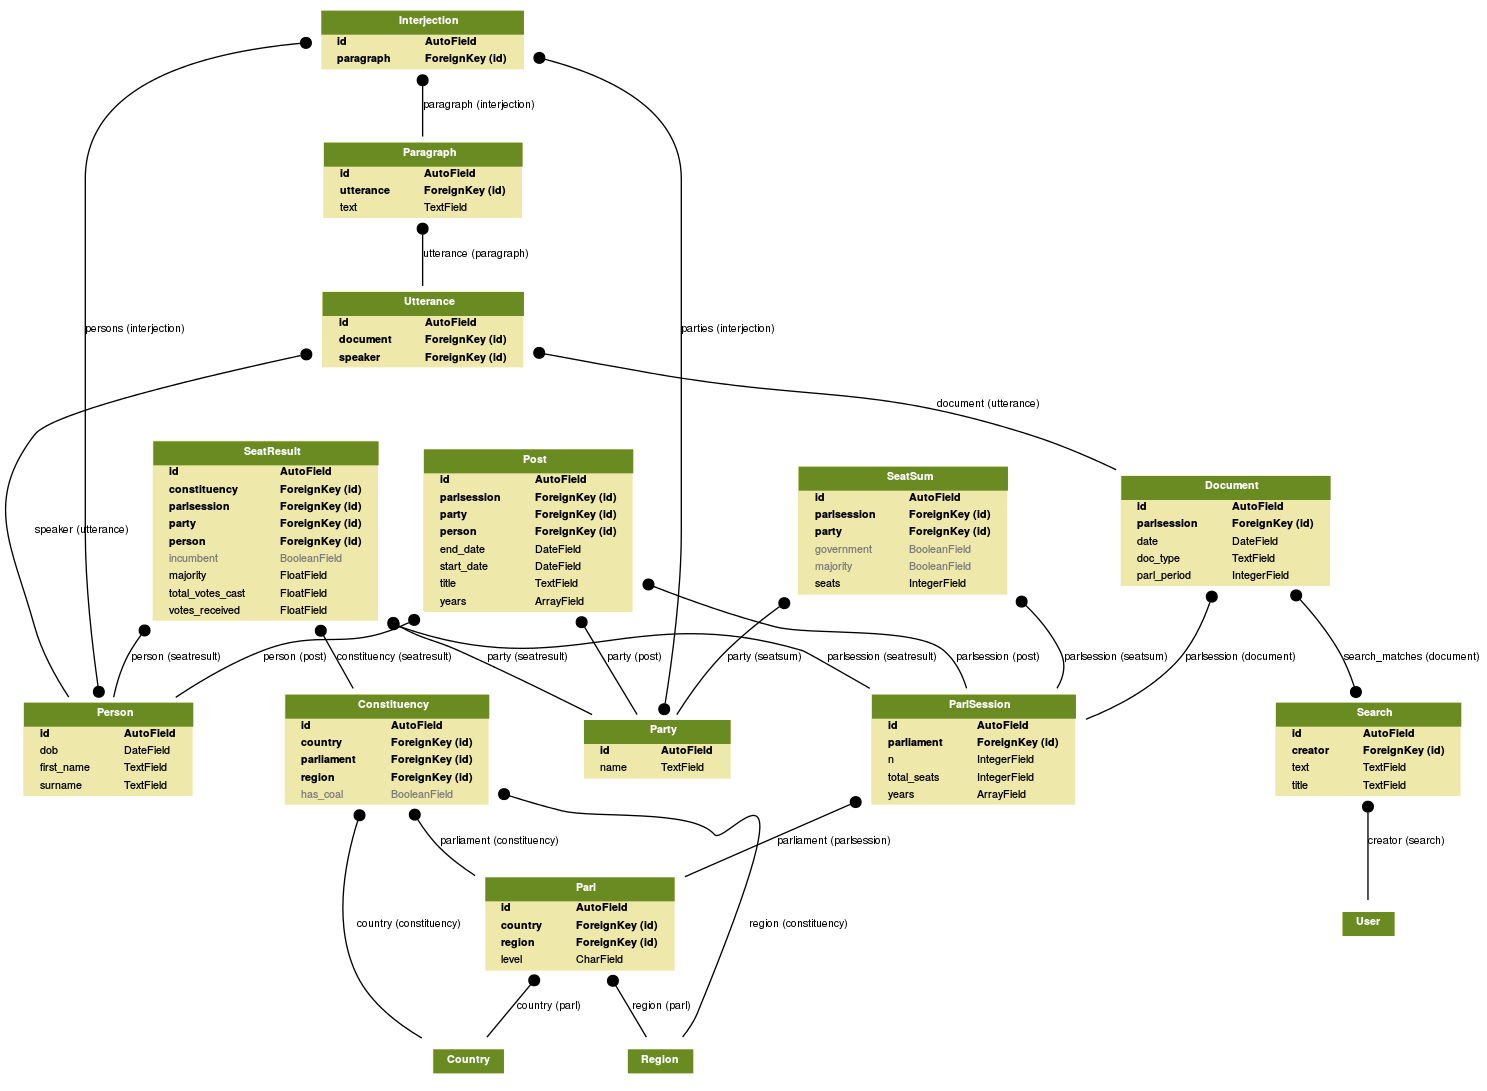 Interjection
id AutoField
paragraph ForeignKey (id)
paragraph (interjection)
Paragraph
id AutoField
utterance ForeignKey (id)
text TextField
utterance (paragraph)
Utterance
id AutoField
document ForeignKey (id)
speaker ForeignKey (id)
persons (interjection)
parties (interjection)
document (utterance)
speaker (utterance)
SeatResult
id AutoField
constituency ForeignKey (id)
parlsession ForeignKey (id)
party ForeignKey (id)
person ForeignKey (id)
incumbent BooleanField
majority FloatField
total_votes_cast FloatField
votes_received FloatField
Post
id AutoField
parlsession ForeignKey (id)
party ForeignKey (id)
person ForeignKey (id)
end_date DateField
start_date DateField
title TextField
years ArrayField
SeatSum
id AutoField
parlsession ForeignKey (id)
party ForeignKey (id)
government BooleanField
majority BooleanField
seats IntegerField
Document
id AutoField
parlsession ForeignKey (id)
date DateField
doc_type TextField
parl_period IntegerField
person (seatresult)
person (post)
constituency (seatresult)
party (seatresult)
party (post)
party (seatsum)
parlsession (seatresult)
parlsession (post)
parlsession (seatsum)
parlsession (document)
search_matches (document)
Person
id AutoField
dob DateField
first_name TextField
surname TextField
Constituency
id AutoField
country ForeignKey (id)
parliament ForeignKey (id)
region ForeignKey (id)
has_coal BooleanField
Party
id AutoField
name TextField
ParlSession
id AutoField
parliament ForeignKey (id)
n IntegerField
total_seats IntegerField
years ArrayField
Search
id AutoField
creator ForeignKey (id)
text TextField
title TextField
parliament (constituency)
parliament (parlsession)
creator (search)
Parl
id AutoField
country ForeignKey (id)
region ForeignKey (id)
level CharField
country (constituency)
region (constituency)
User
country (parl)
region (parl)
Country
Region